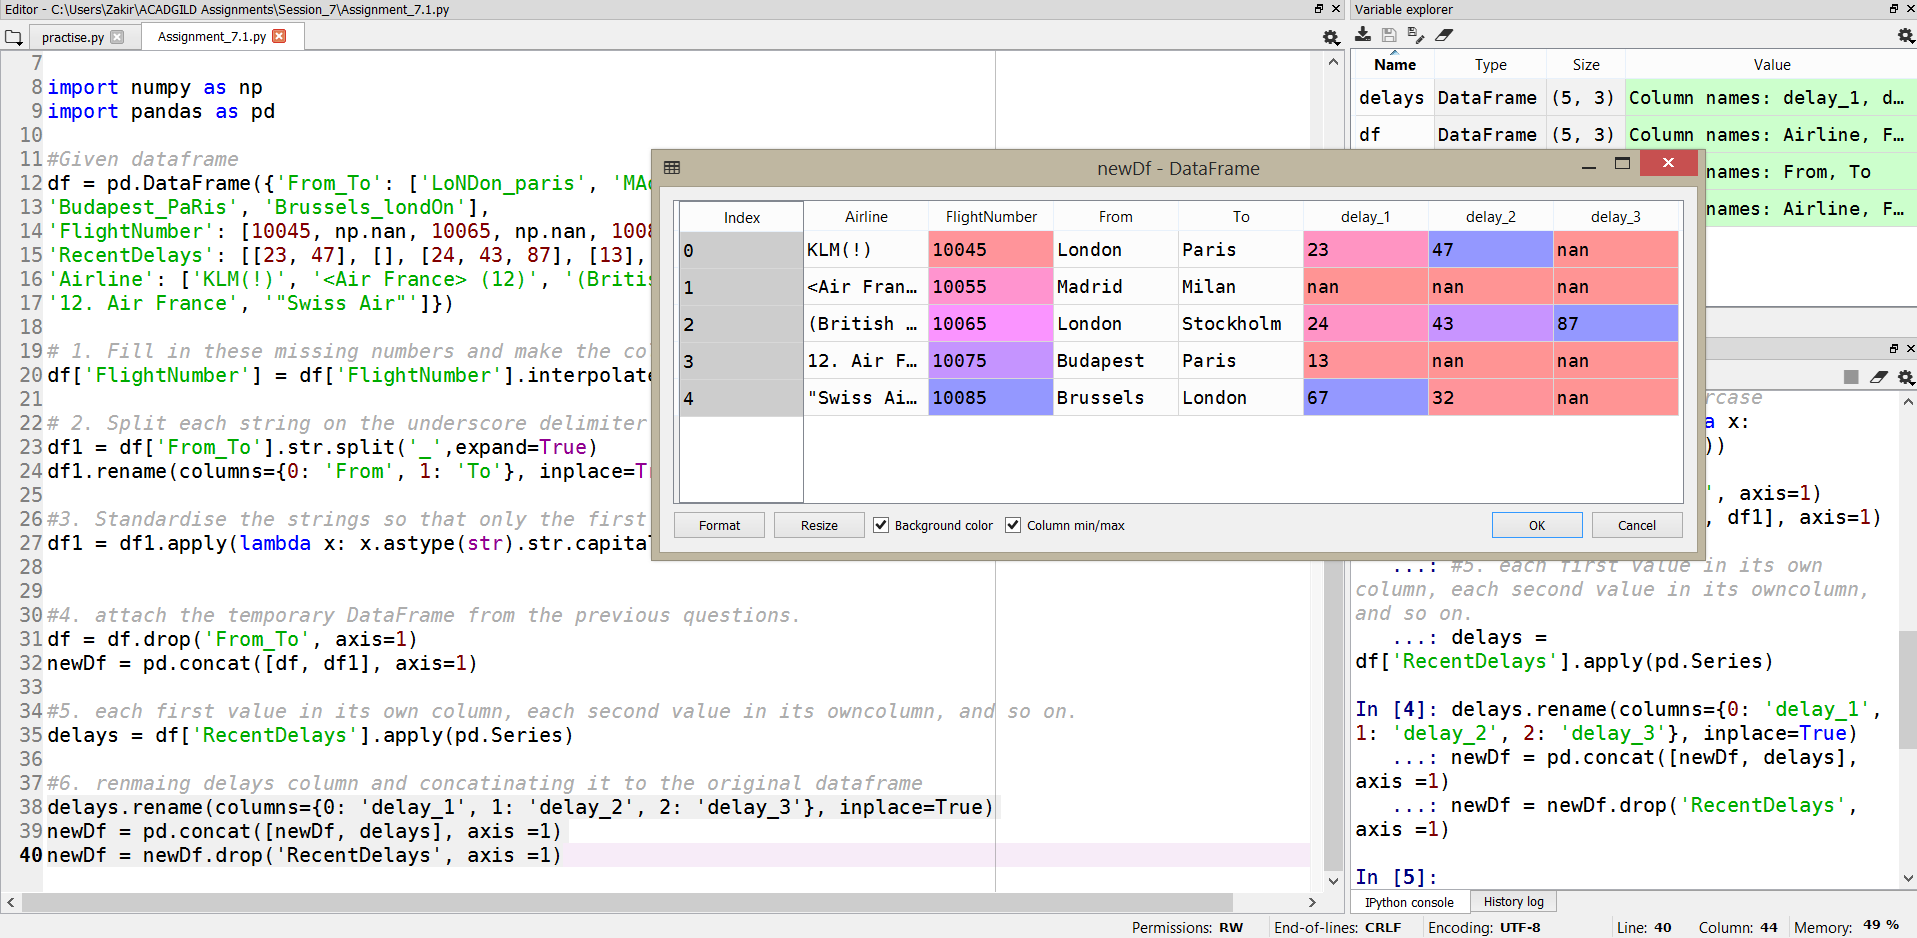 Editor - C:\Users\Zakir\ACADGILD Assignments\Session_7\Assignment_7.1.py
practise.py
Assignment_7.1.py
7
8 import numpy as np
9 import pandas as pd
10
11 #Given dataframe
12 df = pd.DataFrame({'From_To': ['LoNDon_paris', 'MA
13 'Budapest_PaRis', 'Brussels_londOn'],
14 'FlightNumber': [10045, np.nan, 10065, np.nan, 1008
15 'RecentDelays': [[23, 47], [], [24, 43, 87], [13],
16 'Airline': ['KLM(!)', '<Air France> (12)', '(Britis
17 '12. Air France', '"Swiss Air"']})
18
19 # 1. Fill in these missing numbers and make the co
20 df['FlightNumber'] = df['FlightNumber'].interpolate
21
22 # 2. Split each string on the underscore delimiter
23 df1 = df['From_To'].str.split('_',expand=True)
24 df1.rename(columns={0: 'From', 1: 'To'}, inplace=Tr
25
26 #3. Standardise the strings so that only the first
27 df1 = df1.apply(lambda x: x.astype(str).str.capital
28
29
30 #4. attach the temporary DataFrame from the previous questions.
31 df = df.drop('From_To', axis=1)
32 newDf = pd.concat([df, df1], axis=1)
33
34 #5. each first value in its own column, each second value in its owncolumn, and so on.
35 delays = df['RecentDelays'].apply(pd.Series)
36
37 #6. renmaing delays column and concatinating it to the original dataframe
38 delays.rename(columns={0: 'delay_1', 1: 'delay_2', 2: 'delay_3'}, inplace=True)
39 newDf = pd.concat([newDf, delays], axis =1)
40 newDf = newDf.drop('RecentDelays', axis =1)
Variable explorer
Name Type Size Value
delays DataFrame (5, 3) Column names: delay_1, d...
df DataFrame (5, 3) Column names: Airline, F...
names: From, To
names: Airline, F...
newDf - DataFrame
Index Airline FlightNumber From To delay_1 delay_2 delay_3
0 KLM(!) 10045 London Paris 23 47 nan
1 <Air Fran... 10055 Madrid Milan nan nan nan
2 (British ... 10065 London Stockholm 24 43 87
3 12. Air F... 10075 Budapest Paris 13 nan nan
4 "Swiss Ai... 10085 Brussels London 67 32 nan
Format Resize Background color Column min/max OK Cancel
rcase
a x:
))
', axis=1)
, df1], axis=1)
...: #5. each first value in its own
column, each second value in its owncolumn,
and so on.
...: delays =
df['RecentDelays'].apply(pd.Series)
In [4]: delays.rename(columns={0: 'delay_1',
1: 'delay_2', 2: 'delay_3'}, inplace=True)
...: newDf = pd.concat([newDf, delays],
axis =1)
...: newDf = newDf.drop('RecentDelays',
axis =1)
In [5]:
IPython console History log
Permissions: RW End-of-lines: CRLF Encoding: UTF-8 Line: 40 Column: 44 Memory: 49 %